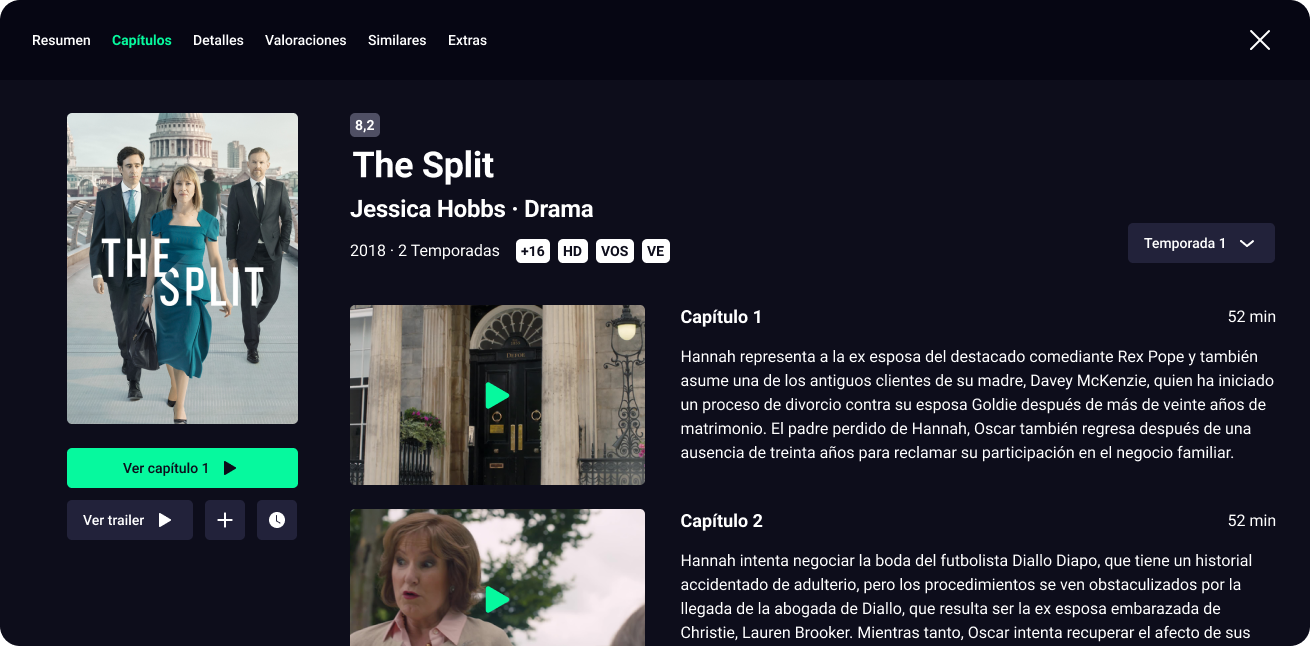 Resumen
Capítulos
Detalles
Valoraciones
Similares
Extras
THE
SPLIT
Ver capítulo 1
Ver trailer
8,2
The Split
Jessica Hobbs · Drama
2018 · 2 Temporadas
+16
HD
VOS
VE
Temporada 1
Capítulo 1
52 min
Hannah representa a la ex esposa del destacado comediante Rex Pope y también
asume una de los antiguos clientes de su madre, Davey McKenzie, quien ha iniciado
un proceso de divorcio contra su esposa Goldie después de más de veinte años de
matrimonio. El padre perdido de Hannah, Oscar también regresa después de una
ausencia de treinta años para reclamar su participación en el negocio familiar.
Capítulo 2
52 min
Hannah intenta negociar la boda del futbolista Diallo Diapo, que tiene un historial
accidentado de adulterio, pero los procedimientos se ven obstaculizados por la
llegada de la abogada de Diallo, que resulta ser la ex esposa embarazada de
Christie, Lauren Brooker. Mientras tanto, Oscar intenta recuperar el afecto de sus